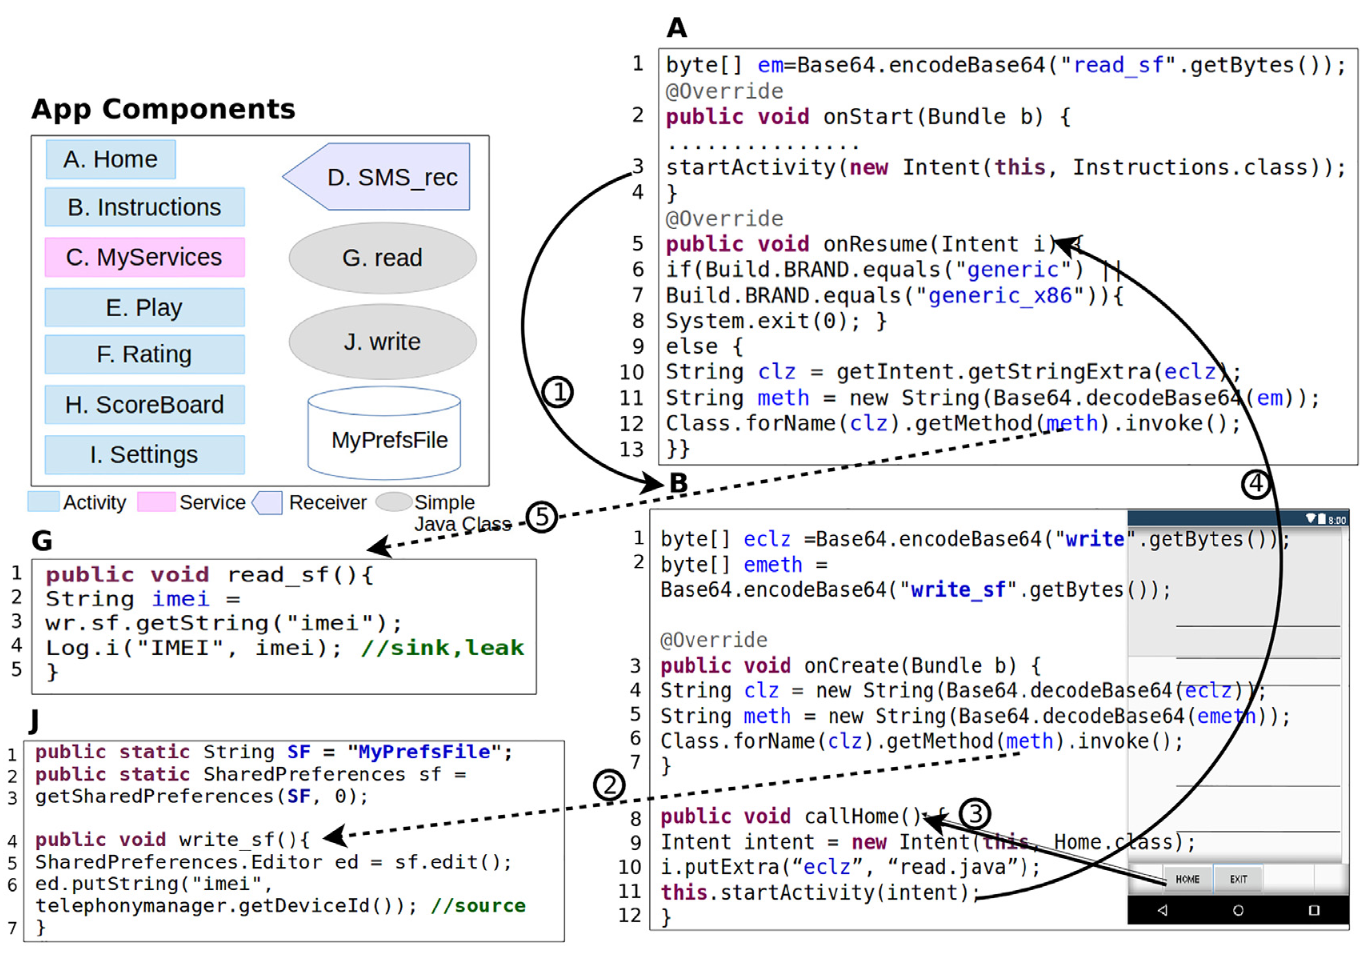 App Components
A. Home
B. Instructions
C. MyServices
E. Play
F. Rating
H. ScoreBoard
I. Settings
D. SMS_rec
G. read
J. write
MyPrefsFile
Activity
Service
Receiver
Simple
Java Class
A
1 byte[] em=Base64.encodeBase64("read_sf".getBytes());
@Override
2 public void onStart(Bundle b) {
...............
3 startActivity(new Intent(this, Instructions.class));
4 }
@Override
5 public void onResume(Intent i) {
6 if(Build.BRAND.equals("generic") ||
7 Build.BRAND.equals("generic_x86")){
8 System.exit(0); }
9 else {
10 String clz = getIntent.getStringExtra(eclz);
11 String meth = new String(Base64.decodeBase64(em));
12 Class.forName(clz).getMethod(meth).invoke();
13 }}
1
4
5
B
1 byte[] eclz =Base64.encodeBase64("write".getBytes());
2 byte[] emeth =
Base64.encodeBase64("write_sf".getBytes());
@Override
3 public void onCreate(Bundle b) {
4 String clz = new String(Base64.decodeBase64(eclz));
5 String meth = new String(Base64.decodeBase64(emeth));
6 Class.forName(clz).getMethod(meth).invoke();
7 }
8 public void callHome() {
9 Intent intent = new Intent(this, Home.class);
10 i.putExtra(“eclz”, “read.java”);
11 this.startActivity(intent);
12 }
2
3
8:00
HOME
EXIT
G
1 public void read_sf(){
2 String imei =
3 wr.sf.getString("imei");
4 Log.i("IMEI", imei); //sink,leak
5 }
J
1 public static String SF = "MyPrefsFile";
2 public static SharedPreferences sf =
3 getSharedPreferences(SF, 0);
4 public void write_sf(){
5 SharedPreferences.Editor ed = sf.edit();
6 ed.putString("imei",
telephonymanager.getDeviceId()); //source
7 }